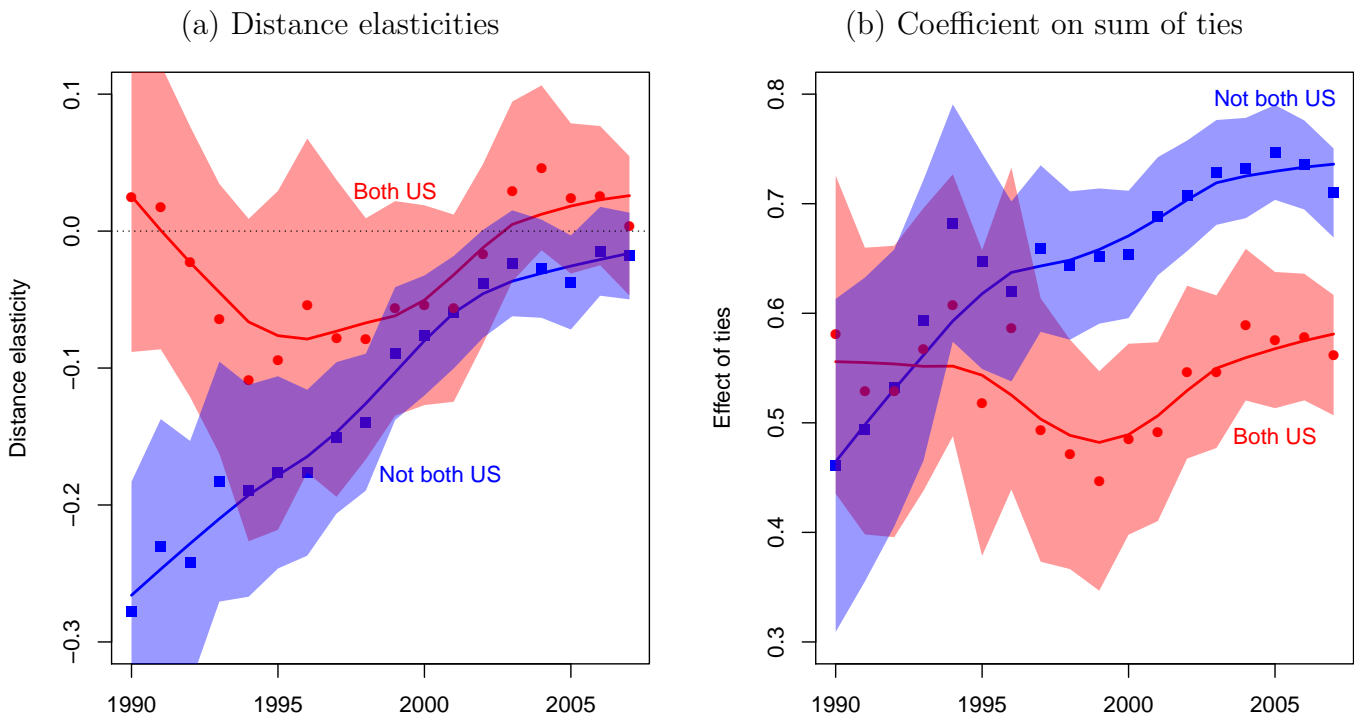 (a) Distance elasticities
Distance elasticity
0.1
0.0
−0.1
−0.2
−0.3
Both US
Not both US
1990 1995 2000 2005
(b) Coefficient on sum of ties
Effect of ties
0.8
0.7
0.6
0.5
0.4
0.3
Not both US
Both US
1990 1995 2000 2005